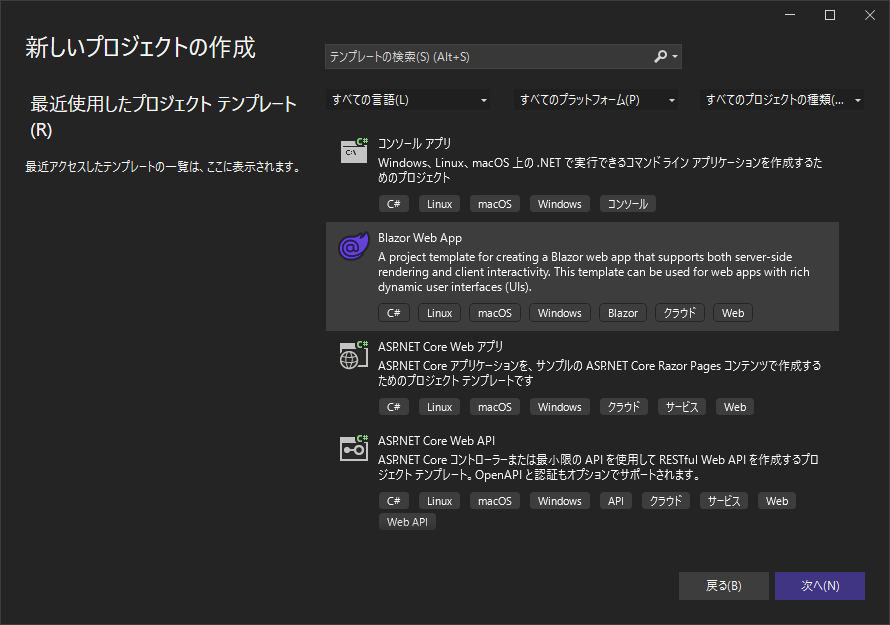 新しいプロジェクトの作成
テンプレートの検索(S) (Alt+S)
最近使用したプロジェクト テンプレート
(R)
最近アクセスしたテンプレートの一覧は、ここに表示されます。
すべての言語(L)
すべてのプラットフォーム(P)
すべてのプロジェクトの種類(...
C#
C:\
コンソール アプリ
Windows、Linux、macOS 上の .NET で実行できるコマンド ライン アプリケーションを作成するた
めのプロジェクト
C# Linux macOS Windows コンソール
Blazor Web App
A project template for creating a Blazor web app that supports both server-side
rendering and client interactivity. This template can be used for web apps with rich
dynamic user interfaces (UIs).
C# Linux macOS Windows Blazor クラウド Web
C#
ASP.NET Core Web アプリ
ASP.NET Core アプリケーションを、サンプルの ASP.NET Core Razor Pages コンテンツで作成する
ためのプロジェクト テンプレートです
C# Linux macOS Windows クラウド サービス Web
C#
ASP.NET Core Web API
ASP.NET Core コントローラーまたは最小限の API を使用して RESTful Web API を作成するプロ
ジェクト テンプレート。OpenAPI と認証もオプションでサポートされます。
C# Linux macOS Windows API クラウド サービス Web
Web API
戻る(B)
次へ(N)